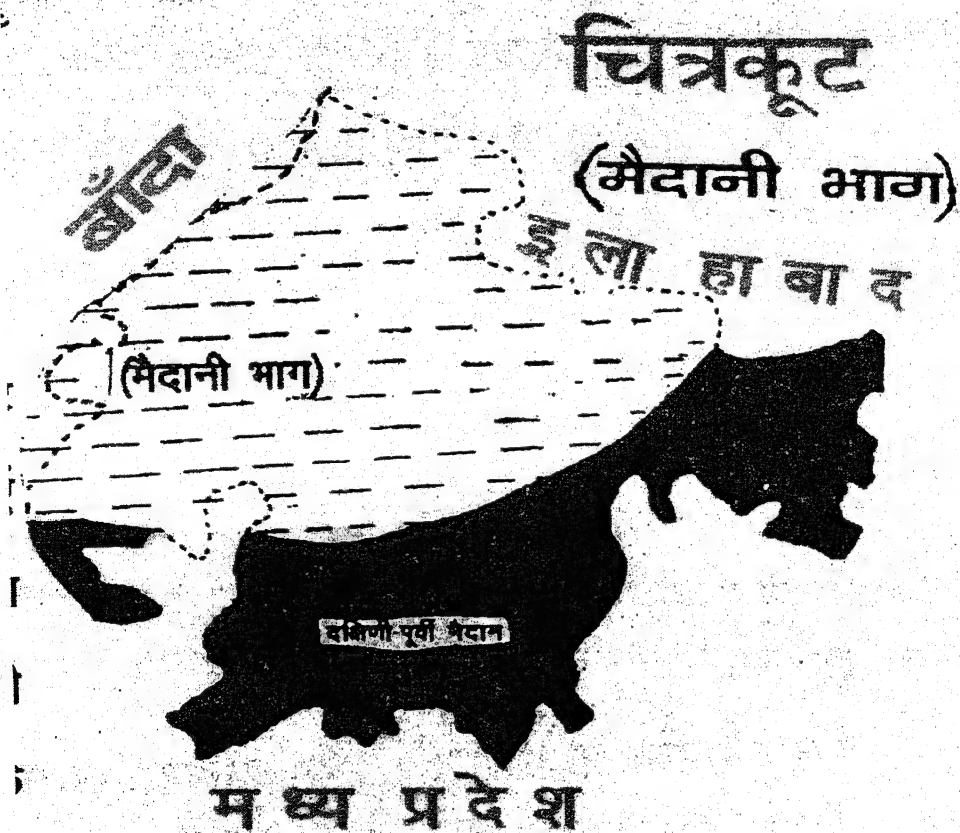 चित्रकूट
(मैदानी भाग)
बाँदा
इलाहाबाद
(मैदानी भाग)
दक्षिणी-पूर्वी मैदान
मध्य प्रदेश